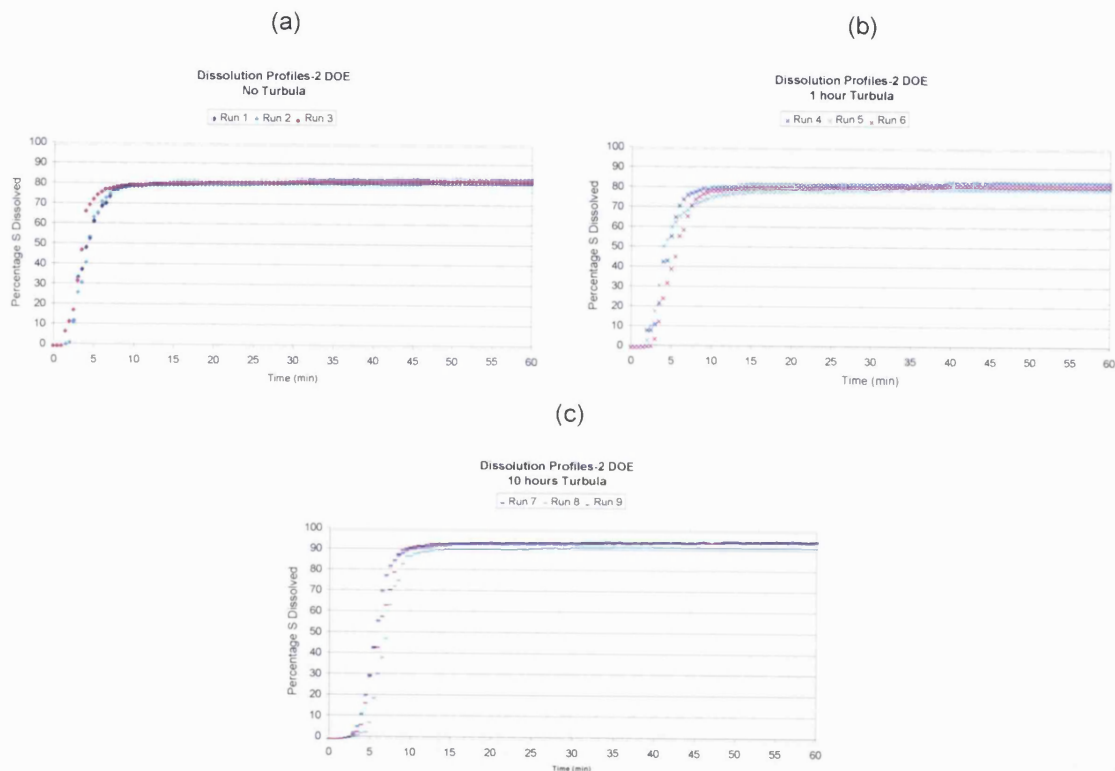 (a)
Dissolution Profiles-2 DOE
No Turbula
Run 1 Run 2 Run 3
Percentage S Dissolved
100
90
80
70
60
50
40
30
20
10
0
0 5 10 15 20 25 30 35 40 45 50 55 60
Time (min)
(b)
Dissolution Profiles-2 DOE
1 hour Turbula
Run 4 Run 5 Run 6
Percentage S Dissolved
100
90
80
70
60
50
40
30
20
10
0
0 5 10 15 20 25 30 35 40 45 50 55 60
Time (min)
(c)
Dissolution Profiles-2 DOE
10 hours Turbula
Run 7 Run 8 Run 9
Percentage S Dissolved
100
90
80
70
60
50
40
30
20
10
0
0 5 10 15 20 25 30 35 40 45 50 55 60
Time (min)